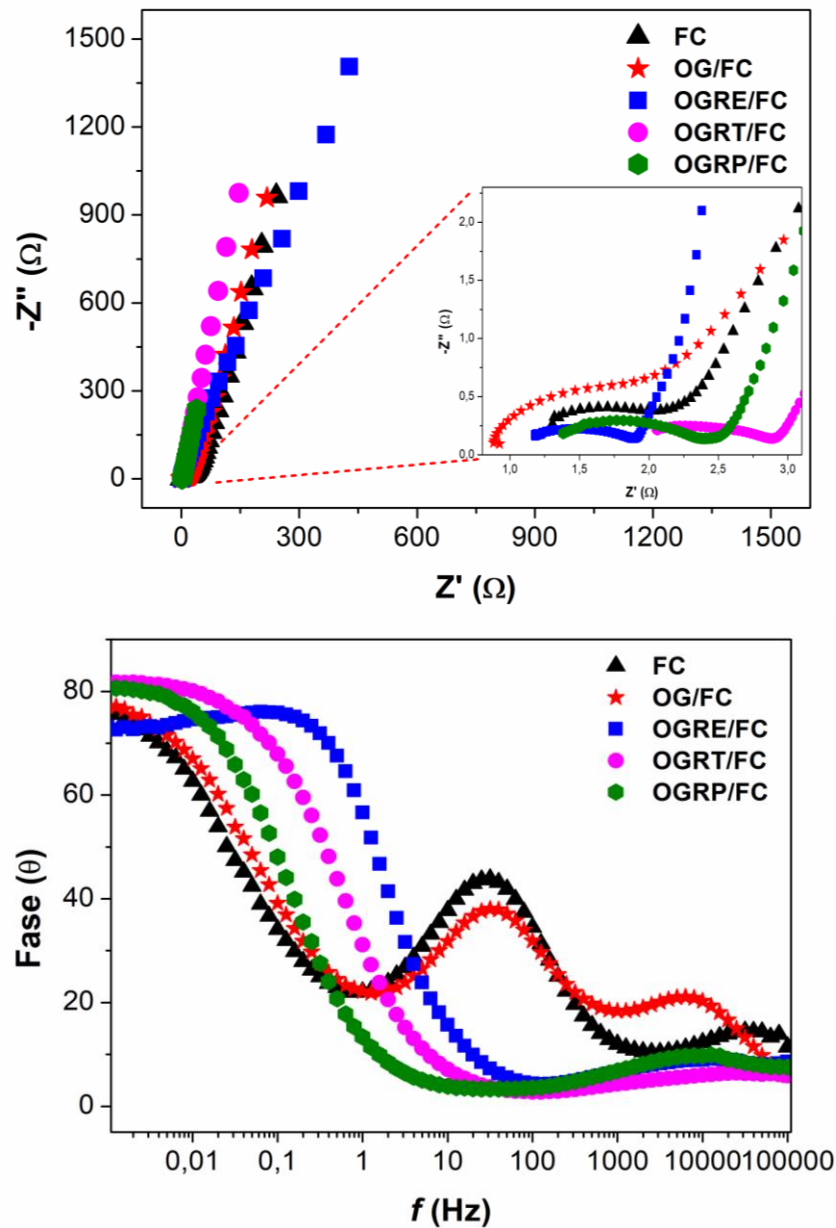 1500
1200
900
600
300
0
-Z" (Ω)
FC
OG/FC
OGRE/FC
OGRT/FC
OGRP/FC
2,0
1,5
1,0
0,5
0,0
-Z" (Ω)
1,0 1,5 2,0 2,5 3,0
Z' (Ω)
0 300 600 900 1200 1500
Z' (Ω)
80
60
40
20
0
Fase (θ)
FC
OG/FC
OGRE/FC
OGRT/FC
OGRP/FC
0,01 0,1 1 10 100 1000 10000 100000
f (Hz)